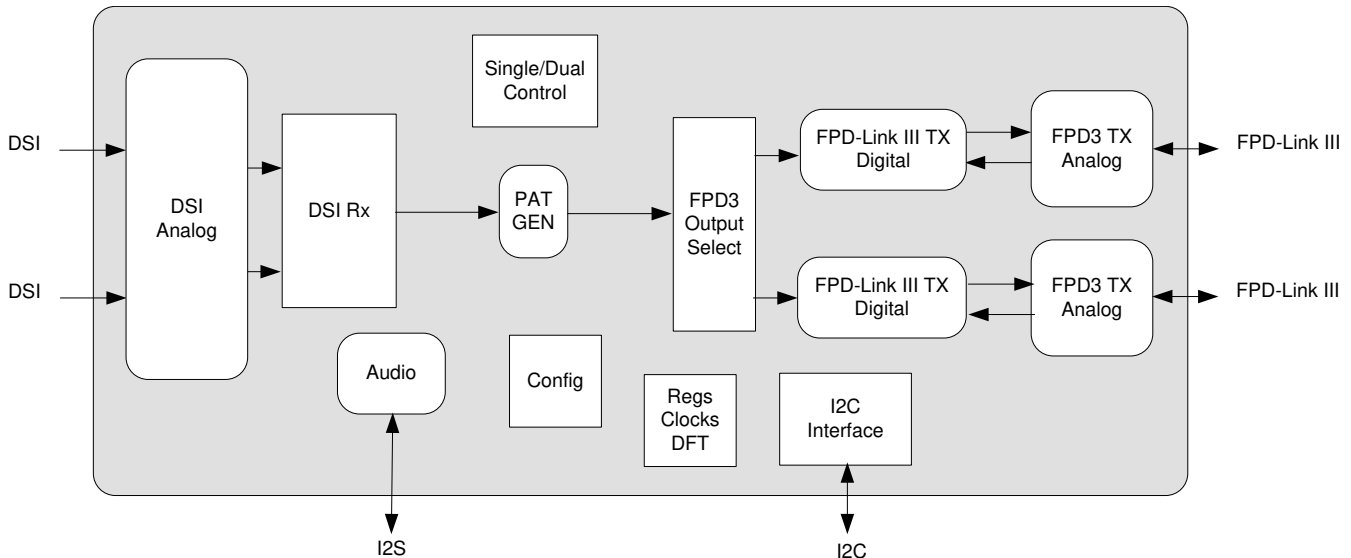 Single/Dual
Control
DSI
DSI
Analog
DSI Rx
PAT
GEN
FPD3
Output
Select
FPD-Link III TX
Digital
FPD3 TX
Analog
FPD-Link III
DSI
FPD-Link III TX
Digital
FPD3 TX
Analog
FPD-Link III
Audio
Config
Regs
Clocks
DFT
I2C
Interface
I2S
I2C